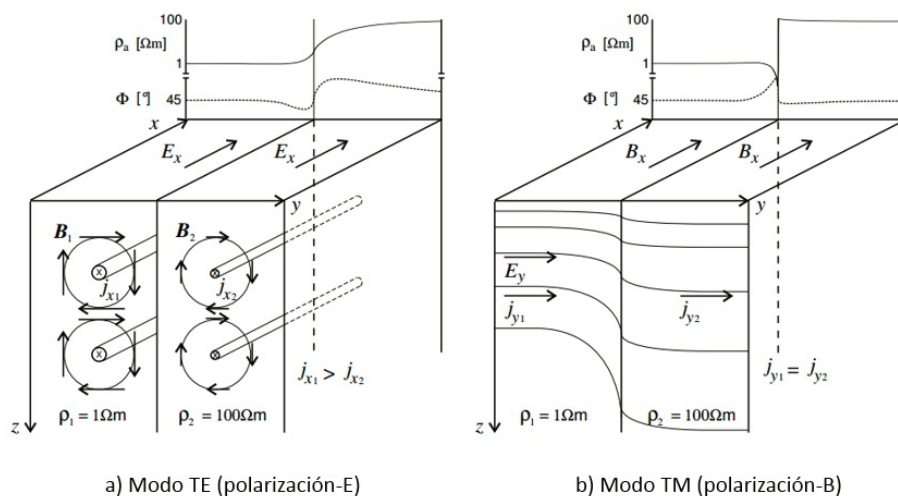 100
ρa [Ωm]
1
Φ [°]
45
x
Ex
Ex
y
B1
B2
jx1
jx2
x
x
x
x
jx1 > jx2
z
ρ1 = 1Ωm
ρ2 = 100Ωm
a) Modo TE (polarización-E)
100
ρa [Ωm]
1
Φ [°]
45
x
Bx
Bx
y
Ey
jy1
jy2
jy1 = jy2
z
ρ1 = 1Ωm
ρ2 = 100Ωm
b) Modo TM (polarización-B)